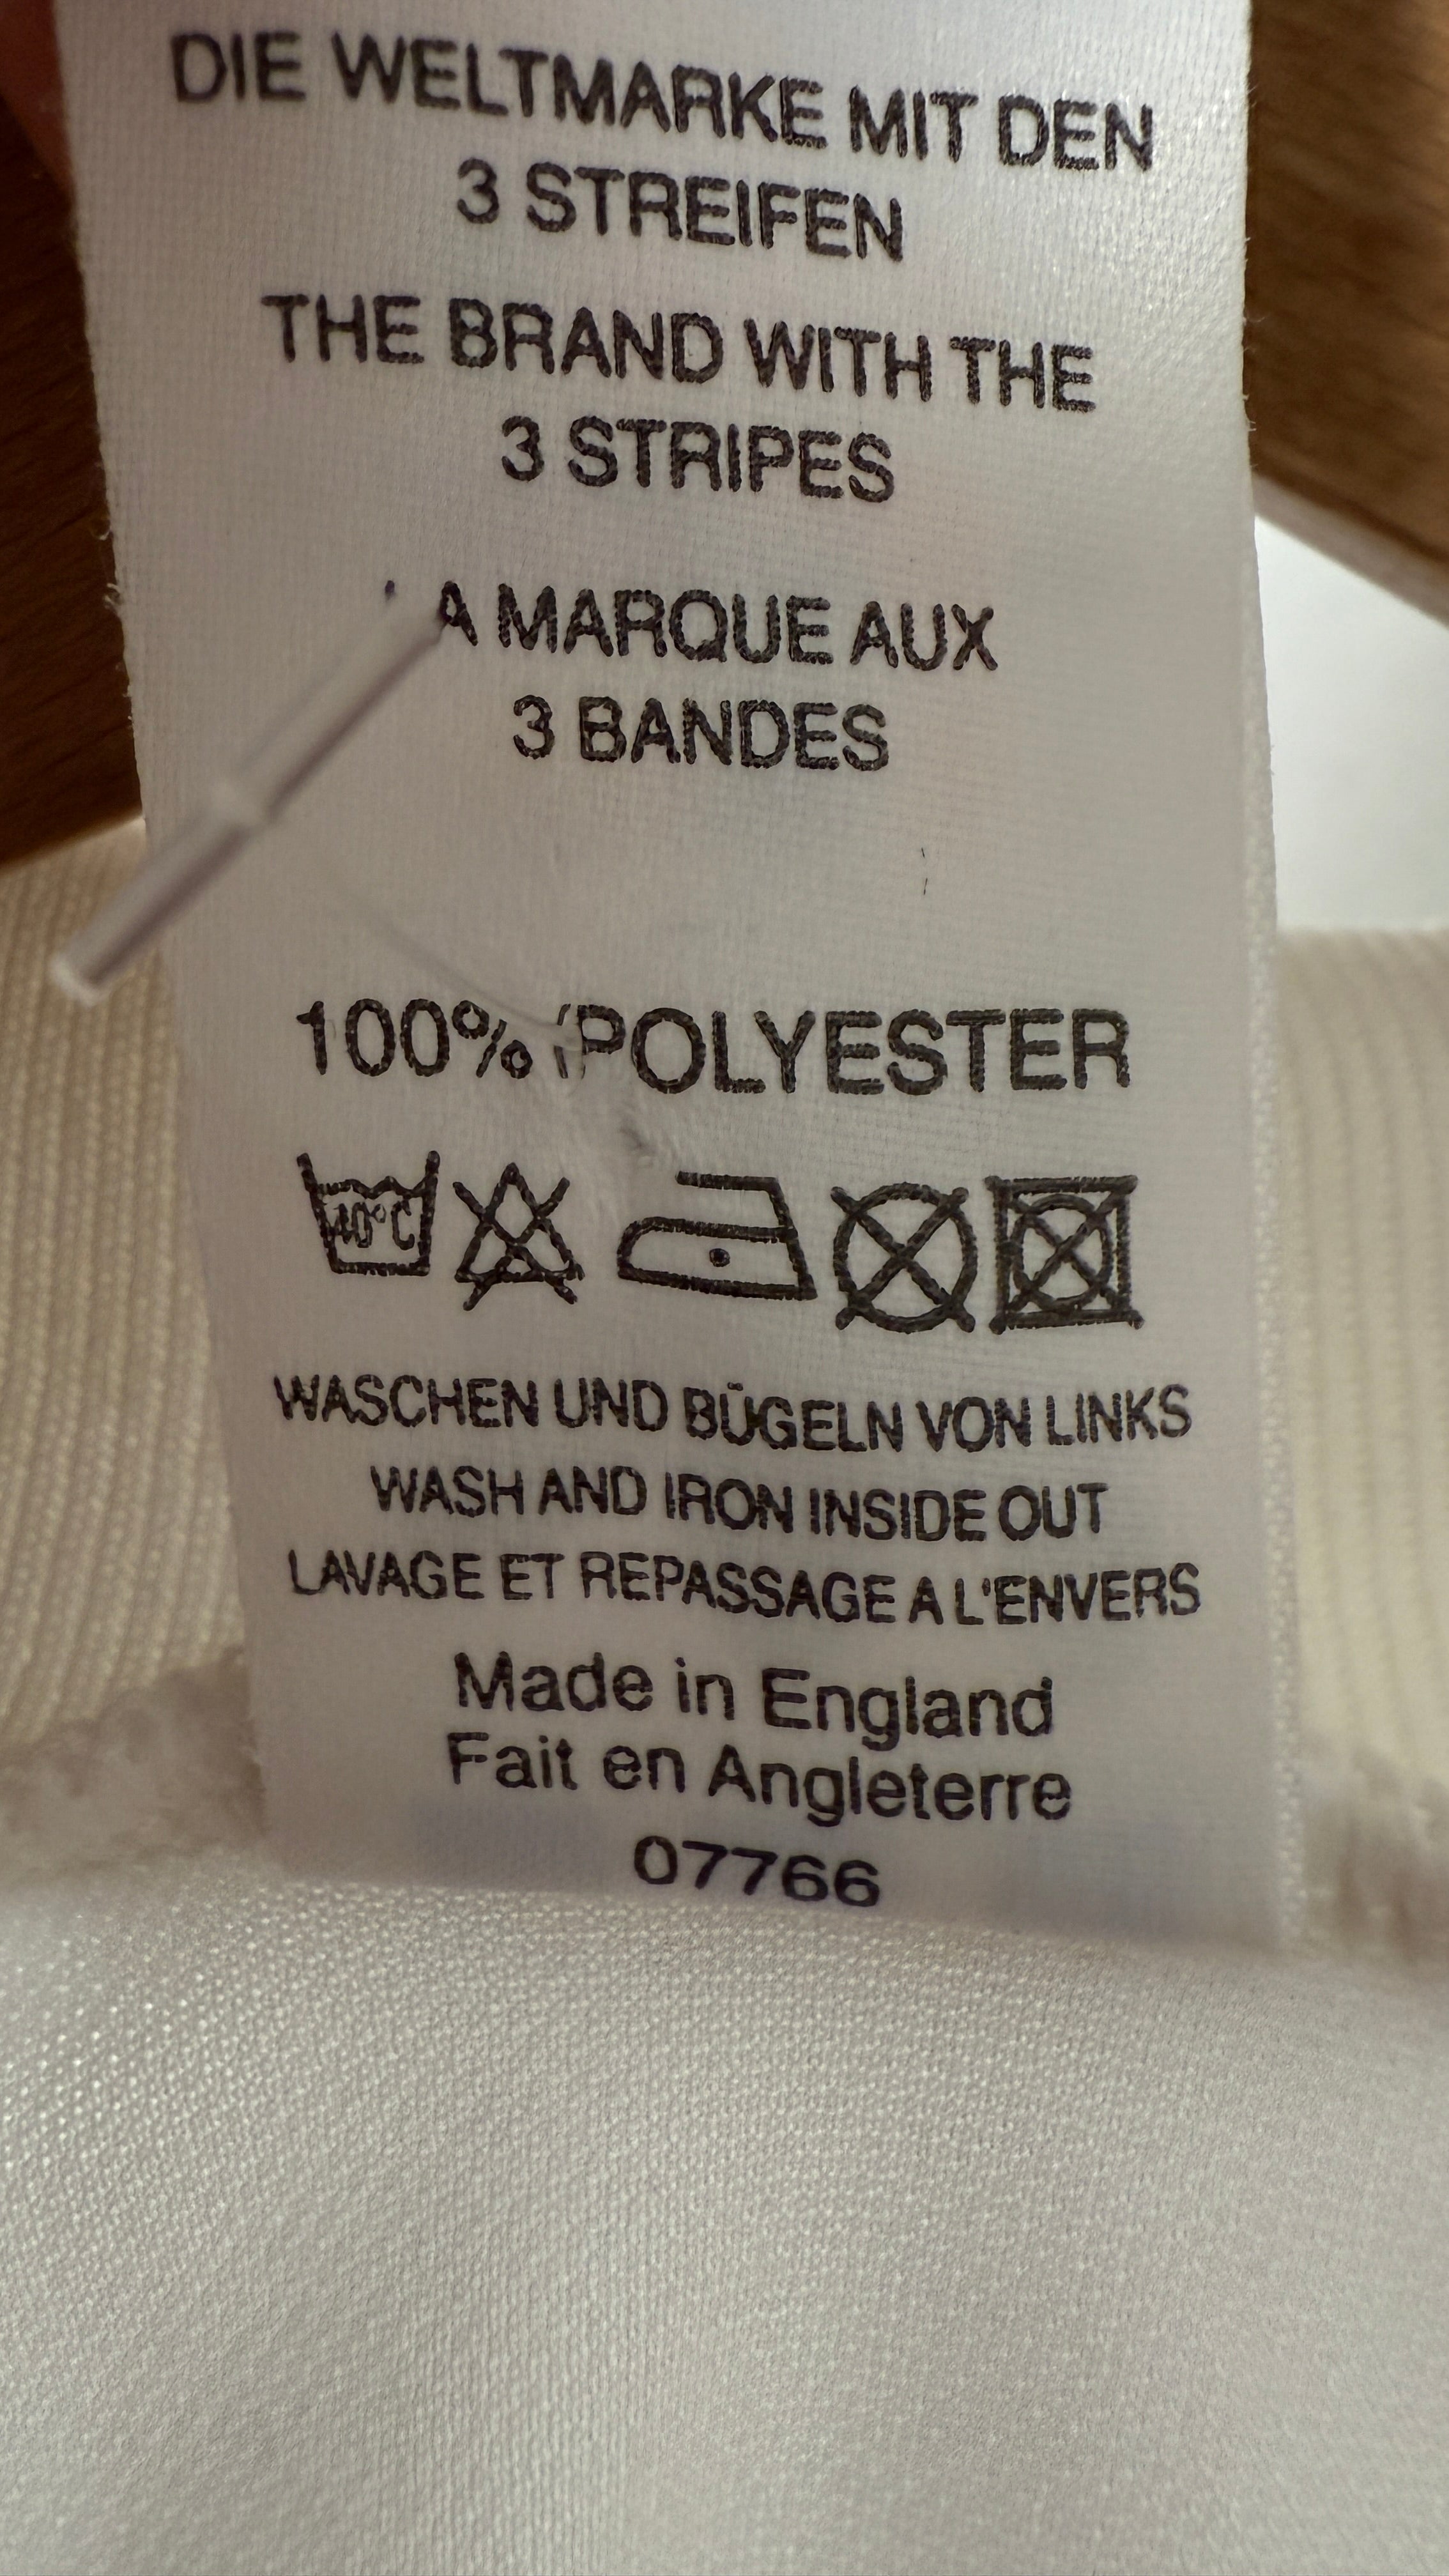 DIE WELTMARKE MIT DEN
3 STREIFEN
THE BRAND WITH THE
3 STRIPES
A MARQUE AUX
3 BANDES
100% POLYESTER
40°C
WASCHEN UND BÜGELN VON LINKS
WASH AND IRON INSIDE OUT
LAVAGE ET REPASSAGE A L'ENVERS
Made in England
Fait en Angleterre
07766